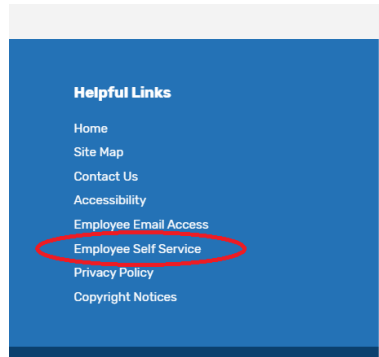 Helpful Links
Home
Site Map
Contact Us
Accessibility
Employee Email Access
Employee Self Service
Privacy Policy
Copyright Notices